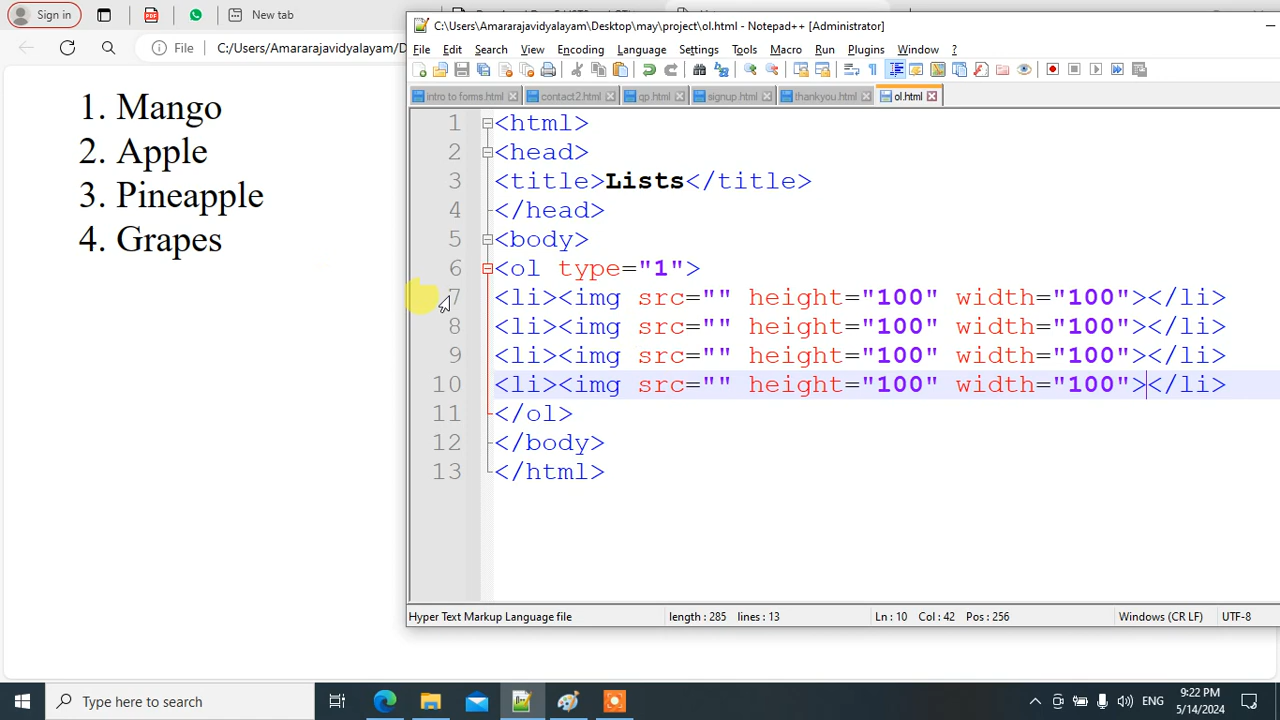 Sign in
New tab
File C:/Users/Amararajavidyalayam/D
1. Mango
2. Apple
3. Pineapple
4. Grapes
C:\Users\Amararajavidyalayam\Desktop\may\project\ol.html - Notepad++ [Administrator]
File Edit Search View Encoding Language Settings Tools Macro Run Plugins Window ?
intro to forms.html contact2.html qp.html signup.html thankyou.html ol.html
1 <html>
2 <head>
3 <title>Lists</title>
4 </head>
5 <body>
6 <ol type="1">
7 <li><img src="" height="100" width="100"></li>
8 <li><img src="" height="100" width="100"></li>
9 <li><img src="" height="100" width="100"></li>
10 <li><img src="" height="100" width="100"></li>
11 </ol>
12 </body>
13 </html>
Hyper Text Markup Language file length : 285 lines : 13 Ln : 10 Col : 42 Pos : 256 Windows (CR LF) UTF-8
Type here to search
ENG
9:22 PM
5/14/2024